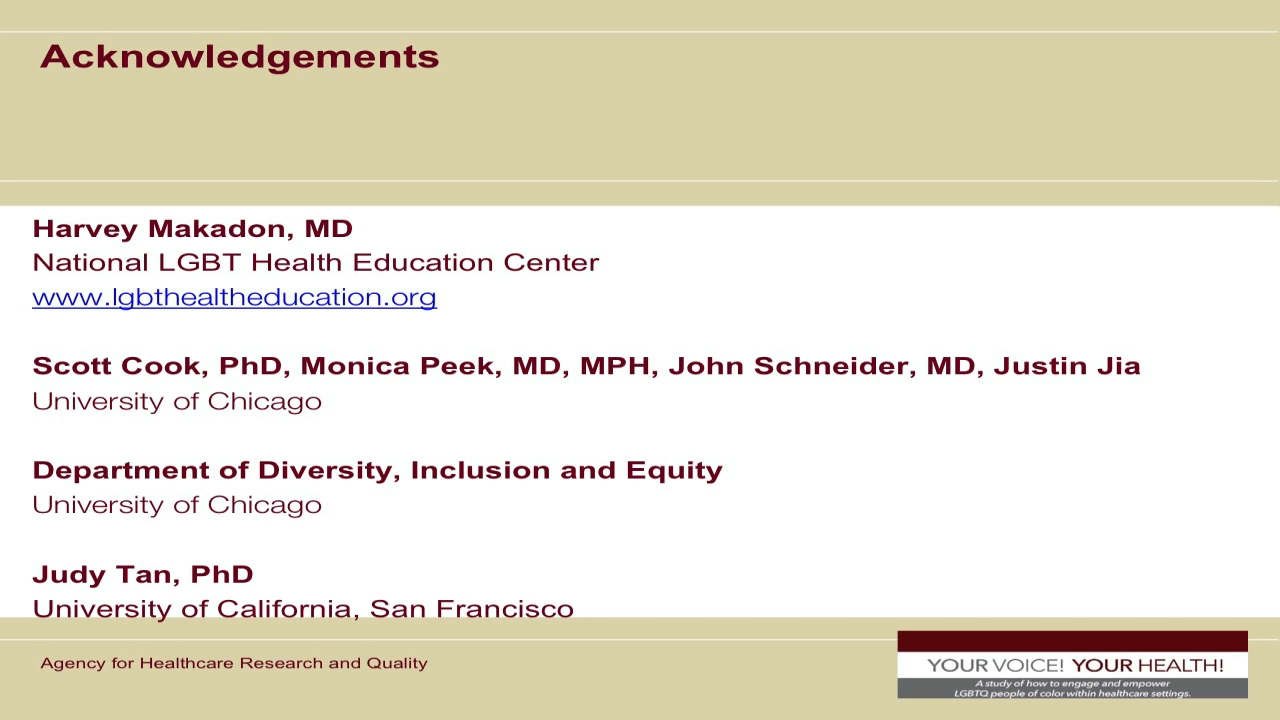 Acknowledgements
Harvey Makadon, MD
National LGBT Health Education Center
www.lgbthealtheducation.org
Scott Cook, PhD, Monica Peek, MD, MPH, John Schneider, MD, Justin Jia
University of Chicago
Department of Diversity, Inclusion and Equity
University of Chicago
Judy Tan, PhD
University of California, San Francisco
Agency for Healthcare Research and Quality
YOUR VOICE! YOUR HEALTH!
A study of how to engage and empower
LGBTQ people of color within healthcare settings.